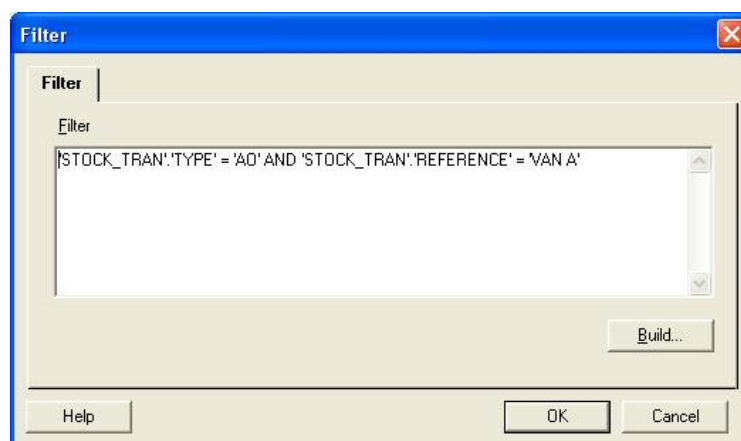 Filter
Filter
Filter
'STOCK_TRAN'.'TYPE' = 'AO' AND 'STOCK_TRAN'.'REFERENCE' = 'VAN A'
Build...
Help
OK
Cancel